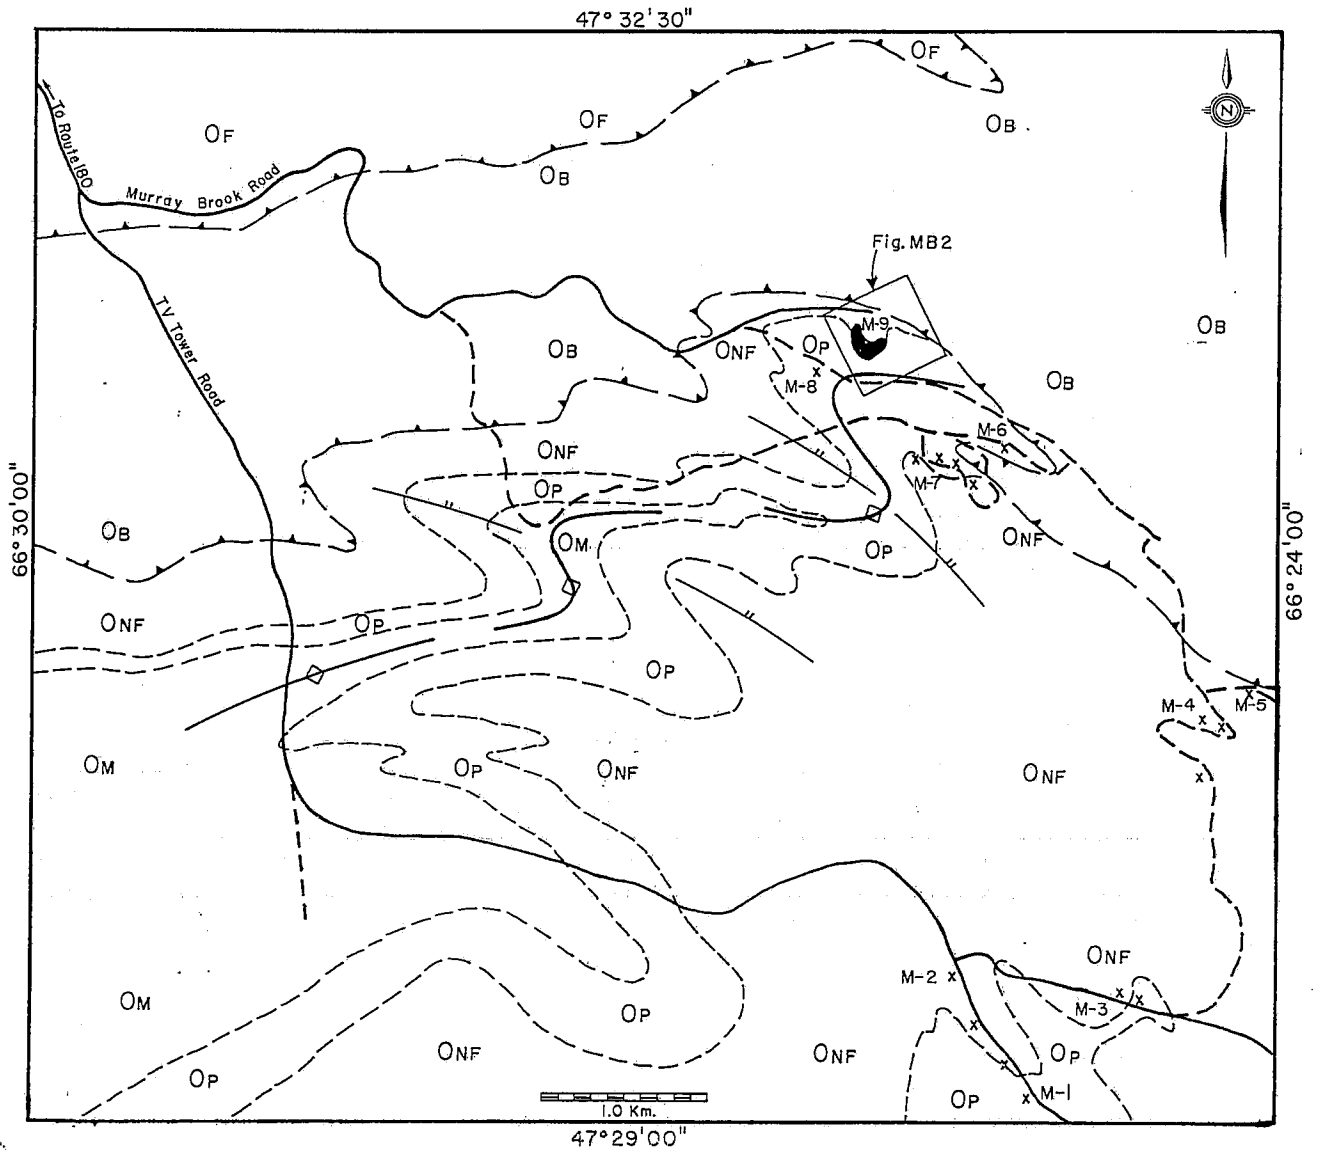 47° 32' 30"
OF
To Route 180
OF
OF
OB
N
Murray Brook Road
OB
Fig. MB2
TV Tower Road
M-9
OB
OB
ONF
OP
OB
M-8
M-6
ONF
OP
M-7
66° 30' 00"
OB
OM
OP
ONF
66° 24' 00"
ONF
OP
OP
M-4
M-5
OM
OP
ONF
ONF
ONF
M-2
OM
M-3
OP
ONF
ONF
OP
OP
M-1
OP
1.0 Km.
47° 29' 00"